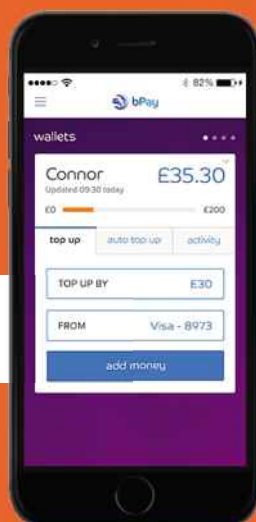 82%
bPay
wallets
Connor £35.30
Updated 09:30 today
£0 £200
top up auto top up activity
TOP UP BY £30
FROM Visa - 8973
add money